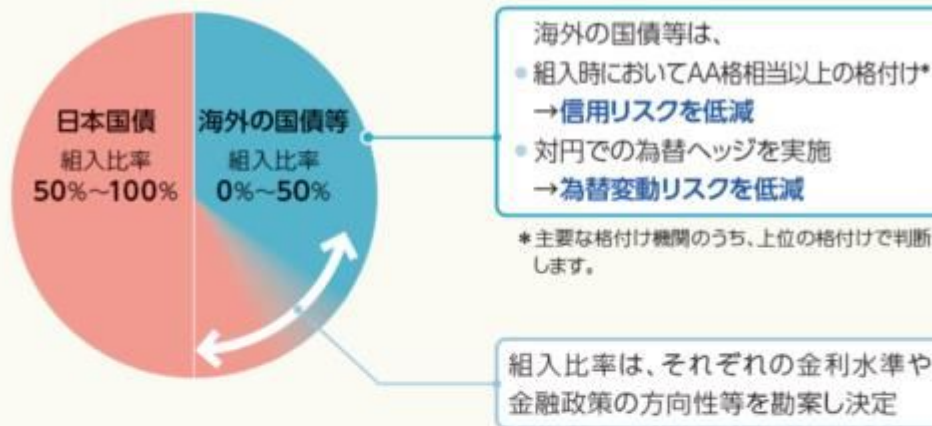 日本国債
組入比率
50%~100%
海外の国債等
組入比率
0%~50%
海外の国債等は、
● 組入時においてAA格相当以上の格付け*
→信用リスクを低減
● 対円での為替ヘッジを実施
→為替変動リスクを低減
*主要な格付け機関のうち、上位の格付けで判断
します。
組入比率は、それぞれの金利水準や
金融政策の方向性等を勘案し決定